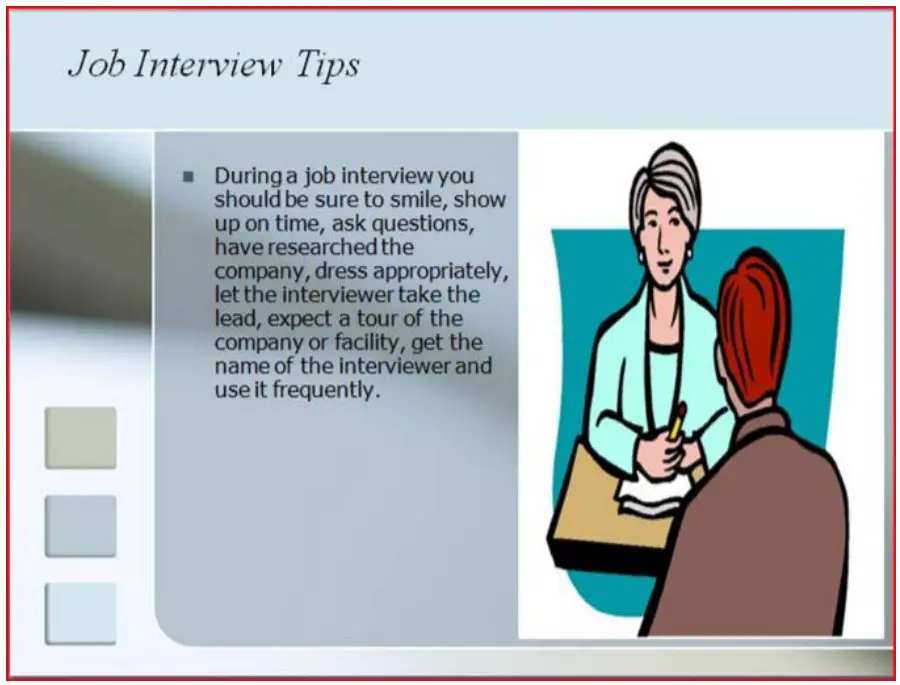 Job Interview Tips
During a job interview you
should be sure to smile, show
up on time, ask questions,
have researched the
company, dress appropriately,
let the interviewer take the
lead, expect a tour of the
company or facility, get the
name of the interviewer and
use it frequently.